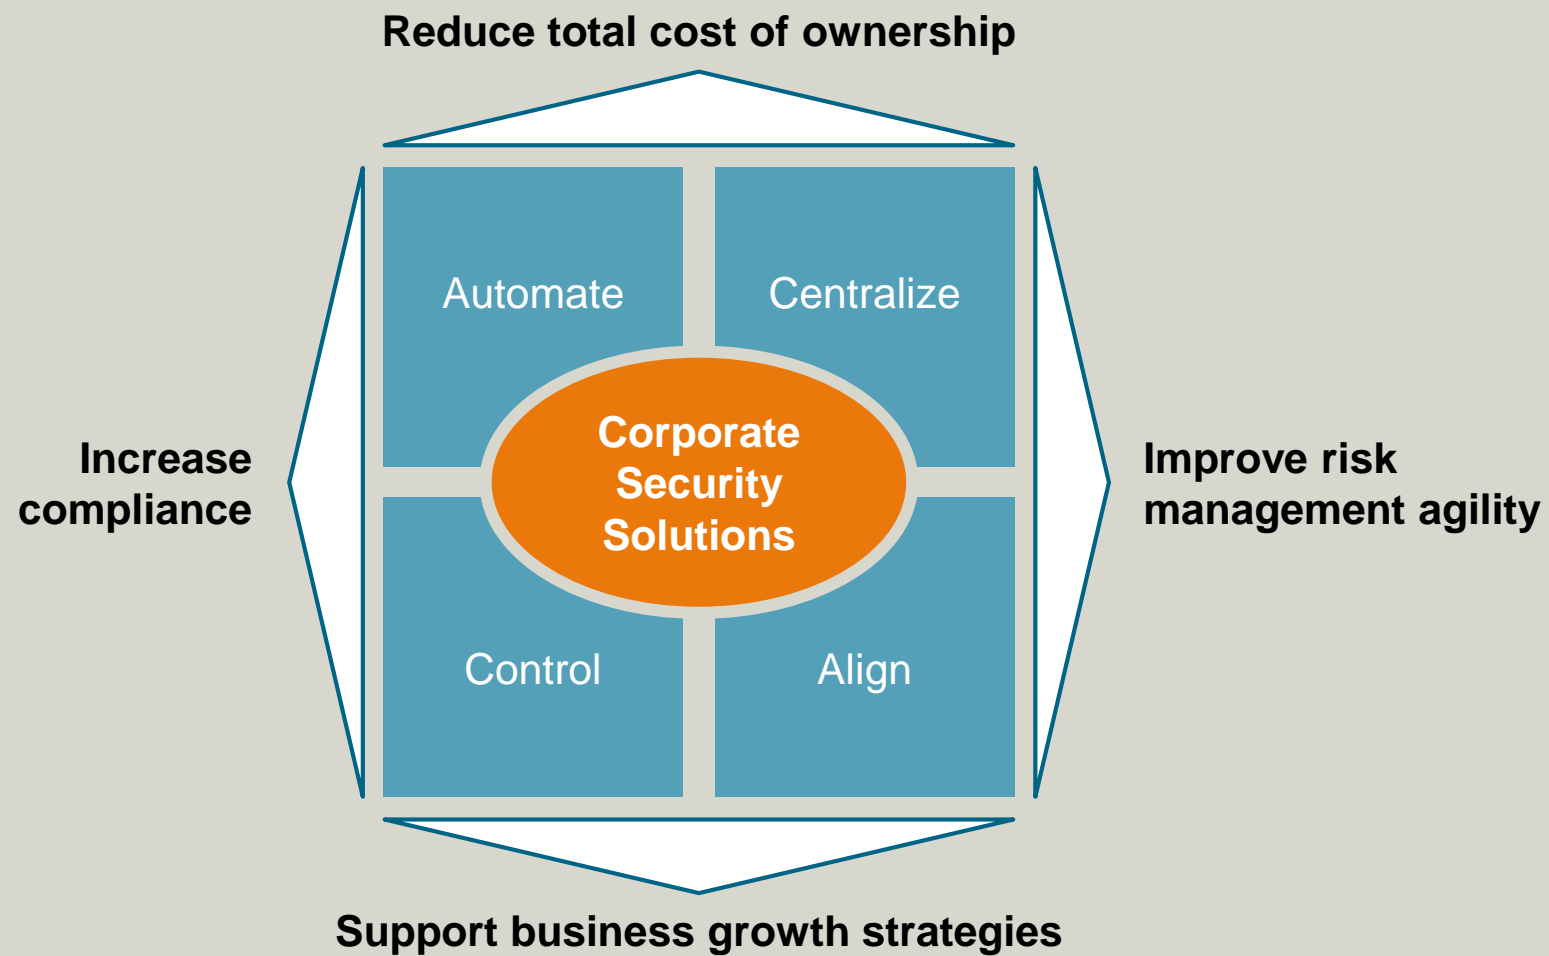 Reduce total cost of ownership
Automate
Centralize
Increase
compliance
Corporate
Security
Solutions
Improve risk
management agility
Control
Align
Support business growth strategies